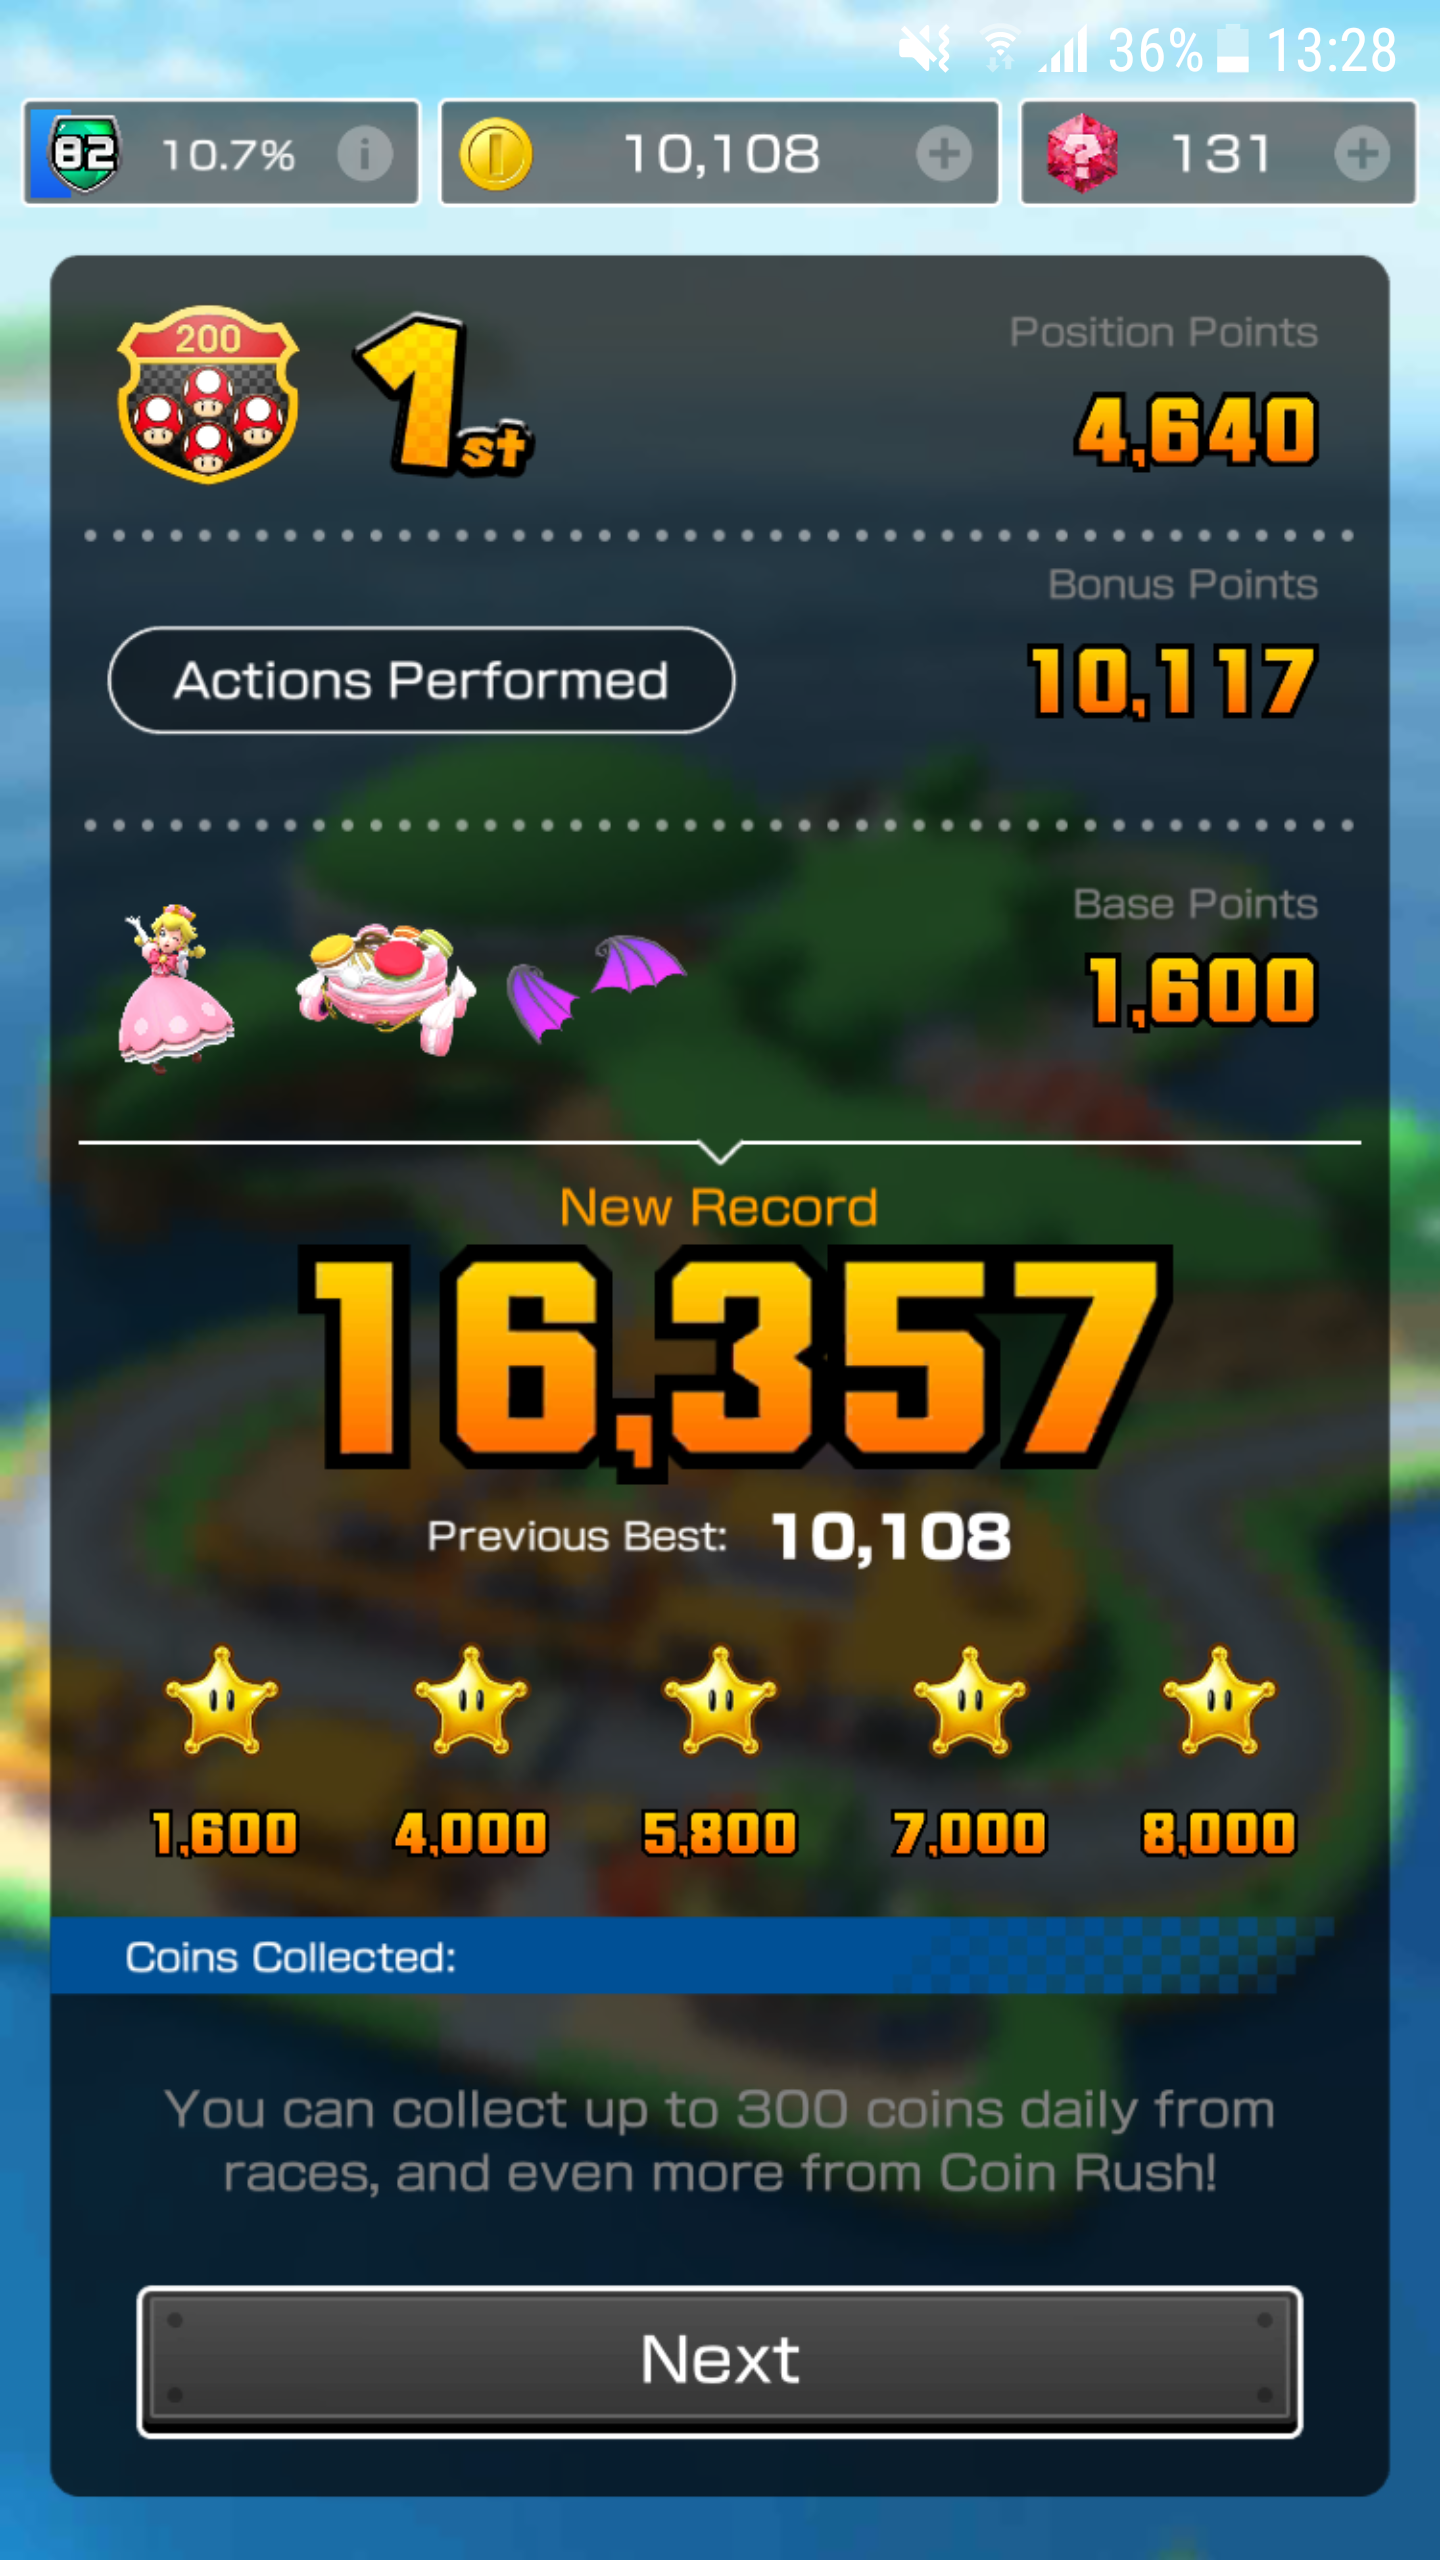 36% 13:28
82 10.7% i 10,108 + ? 131 +
200
1st
Position Points
4,640
Bonus Points
Actions Performed
10,117
Base Points
1,600
New Record
16,357
Previous Best: 10,108
1,600 4,000 5,800 7,000 8,000
Coins Collected:
You can collect up to 300 coins daily from
races, and even more from Coin Rush!
Next